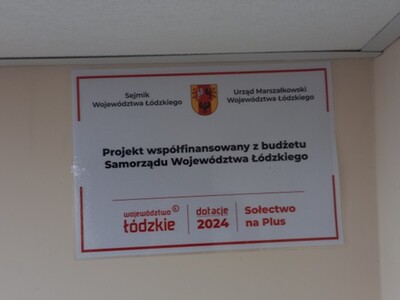 Sejmik
Województwa Łódzkiego
Urząd Marszałkowski
Województwa Łódzkiego
Projekt współfinansowany z budżetu
Samorządu Województwa Łódzkiego
województwo
łódzkie
dotacje
2024
Sołectwo
na Plus